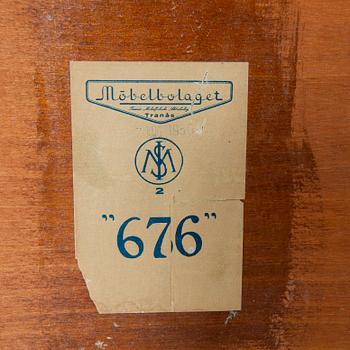 Möbelbolaget
Tranås
2
"676"